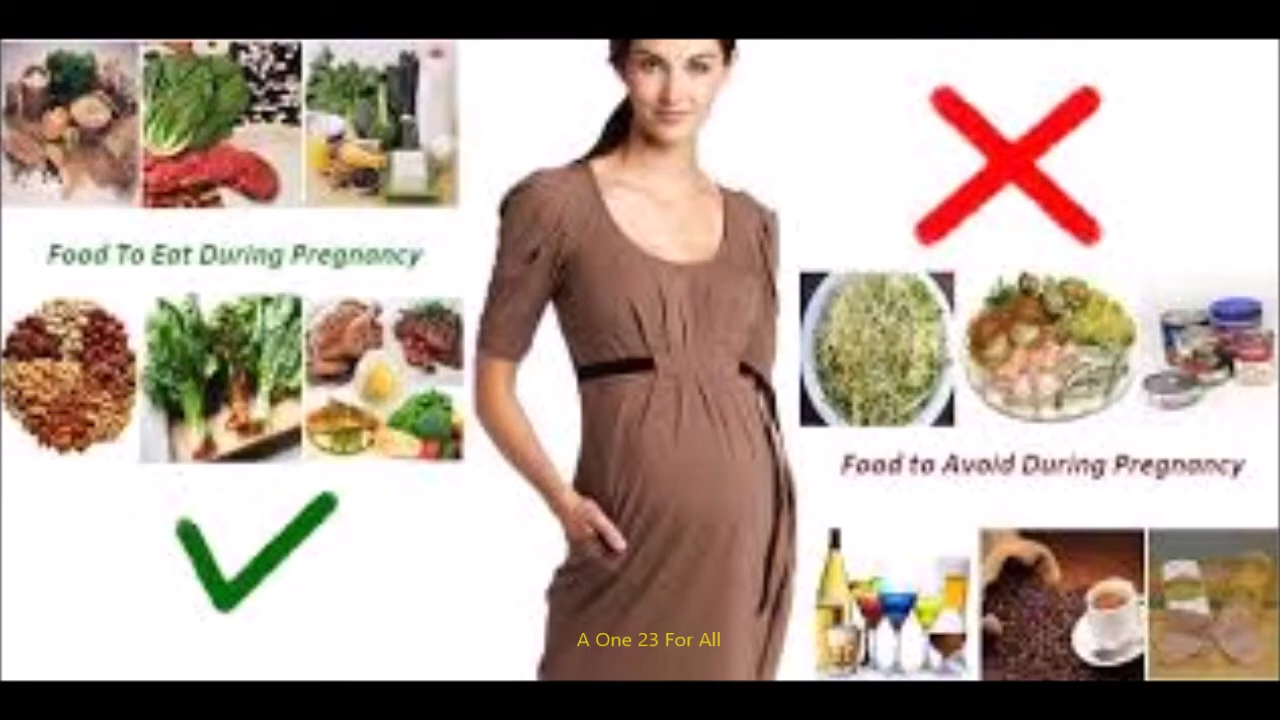 Food To Eat During Pregnancy
Food to Avoid During Pregnancy
A One 23 For All